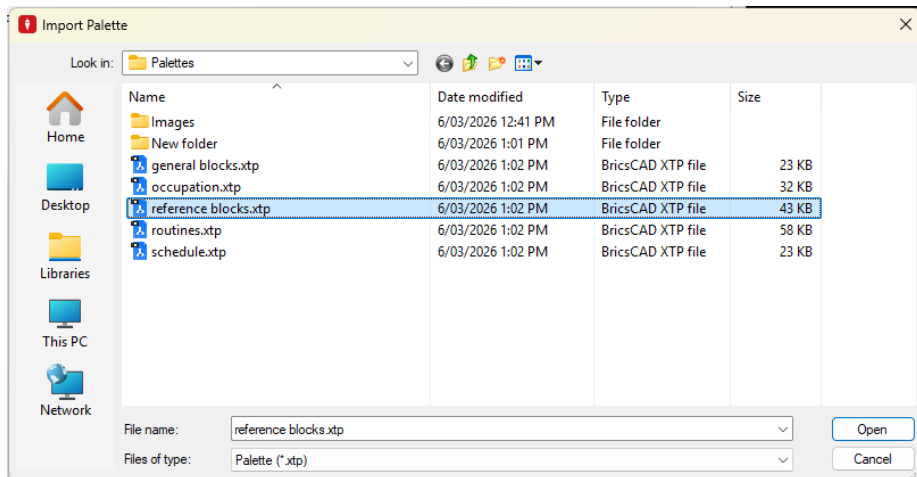 Import Palette
Look in: Palettes
Name Date modified Type Size
Images 6/03/2026 12:41 PM File folder
New folder 6/03/2026 1:01 PM File folder
general blocks.xtp 6/03/2026 1:02 PM BricsCAD XTP file 23 KB
occupation.xtp 6/03/2026 1:02 PM BricsCAD XTP file 32 KB
reference blocks.xtp 6/03/2026 1:02 PM BricsCAD XTP file 43 KB
routines.xtp 6/03/2026 1:02 PM BricsCAD XTP file 58 KB
schedule.xtp 6/03/2026 1:02 PM BricsCAD XTP file 23 KB
Home
Desktop
Libraries
This PC
Network
File name: reference blocks.xtp Open
Files of type: Palette (*.xtp) Cancel